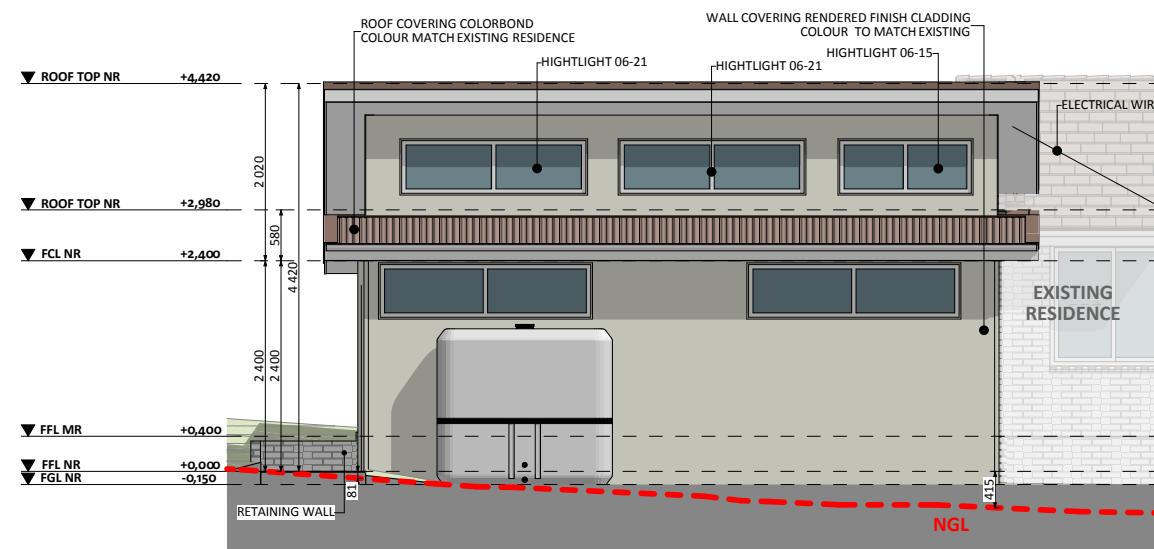 ROOF COVERING COLORBOND
COLOUR MATCH EXISTING RESIDENCE
WALL COVERING RENDERED FINISH CLADDING
COLOUR TO MATCH EXISTING
HIGHTLIGHT 06-21
HIGHTLIGHT 06-21
HIGHTLIGHT 06-15
ROOF TOP NR +4,420
ELECTRICAL WIR
2 020
ROOF TOP NR +2,980
580
FCL NR +2,400
4 420
EXISTING
RESIDENCE
2 400
2 400
FFL MR +0,400
FFL NR +0,000
FGL NR -0,150
81
415
RETAINING WALL
NGL